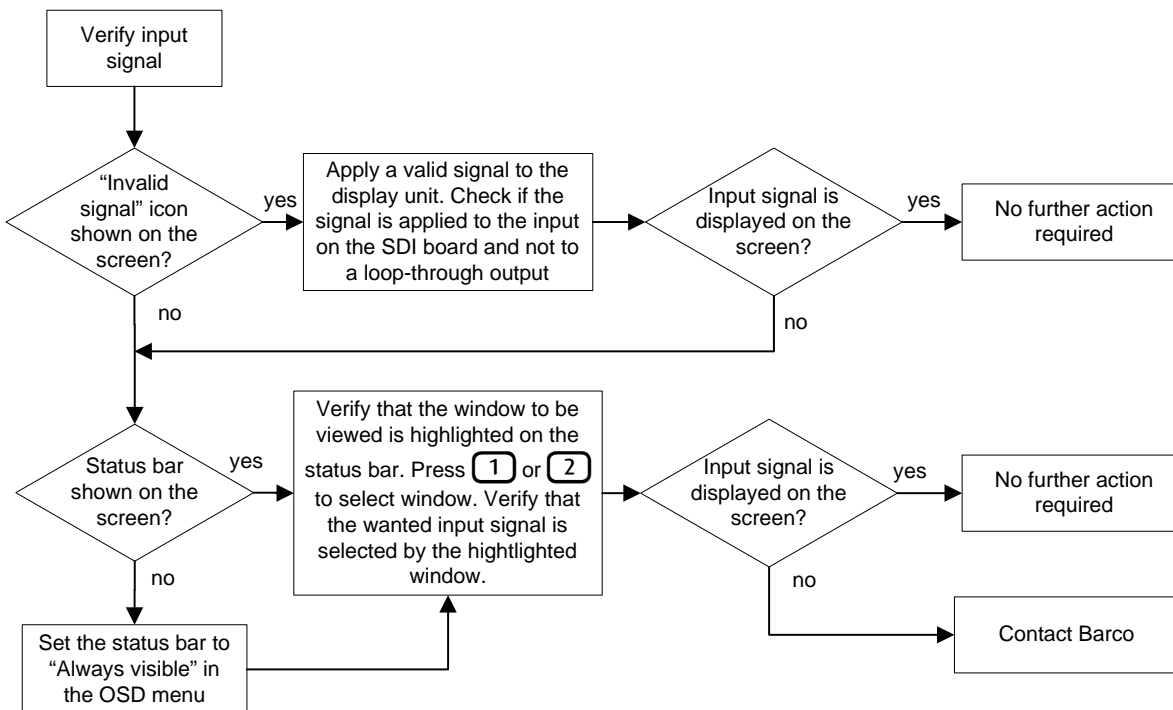 Verify input
signal
“Invalid
signal” icon
shown on the
screen?
yes
Apply a valid signal to the
display unit. Check if the
signal is applied to the input
on the SDI board and not to
a loop-through output
Input signal is
displayed on the
screen?
yes
No further action
required
no
no
Status bar
shown on the
screen?
yes
Verify that the window to be
viewed is highlighted on the
status bar. Press 1 or 2
to select window. Verify that
the wanted input signal is
selected by the hightlighted
window.
Input signal is
displayed on the
screen?
yes
No further action
required
no
no
Contact Barco
Set the status bar to
“Always visible” in
the OSD menu